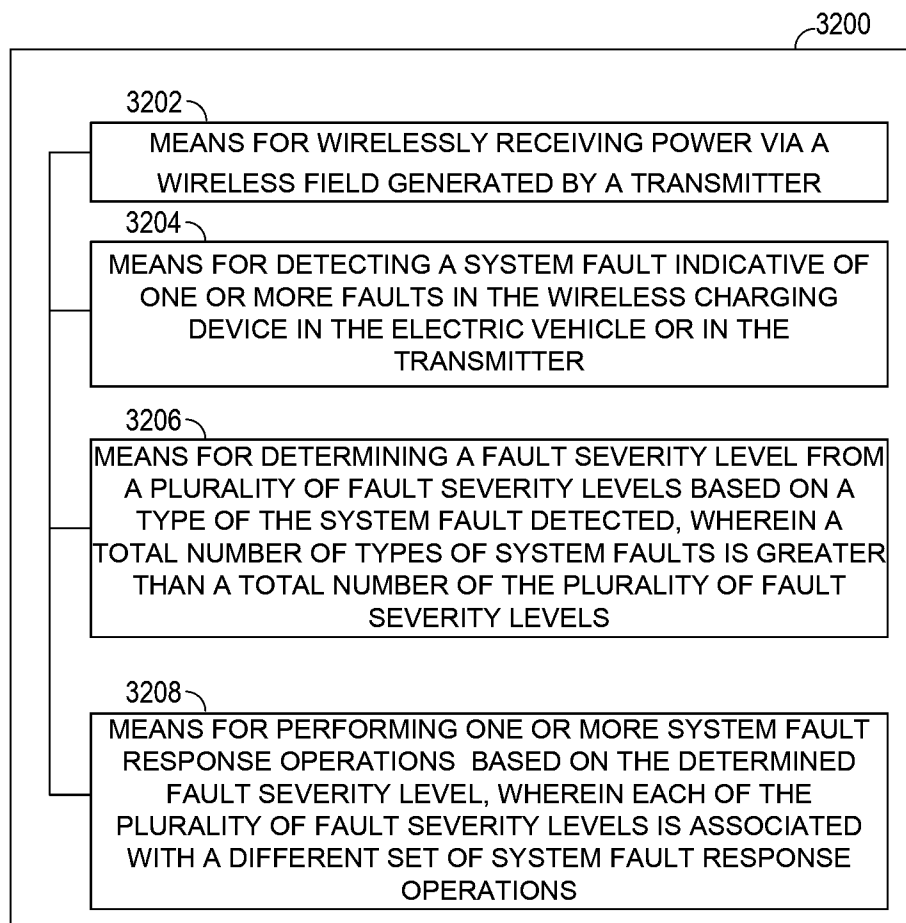 3200
3202
MEANS FOR WIRELESSLY RECEIVING POWER VIA A
WIRELESS FIELD GENERATED BY A TRANSMITTER
3204
MEANS FOR DETECTING A SYSTEM FAULT INDICATIVE OF
ONE OR MORE FAULTS IN THE WIRELESS CHARGING
DEVICE IN THE ELECTRIC VEHICLE OR IN THE
TRANSMITTER
3206
MEANS FOR DETERMINING A FAULT SEVERITY LEVEL FROM
A PLURALITY OF FAULT SEVERITY LEVELS BASED ON A
TYPE OF THE SYSTEM FAULT DETECTED, WHEREIN A
TOTAL NUMBER OF TYPES OF SYSTEM FAULTS IS GREATER
THAN A TOTAL NUMBER OF THE PLURALITY OF FAULT
SEVERITY LEVELS
3208
MEANS FOR PERFORMING ONE OR MORE SYSTEM FAULT
RESPONSE OPERATIONS BASED ON THE DETERMINED
FAULT SEVERITY LEVEL, WHEREIN EACH OF THE
PLURALITY OF FAULT SEVERITY LEVELS IS ASSOCIATED
WITH A DIFFERENT SET OF SYSTEM FAULT RESPONSE
OPERATIONS